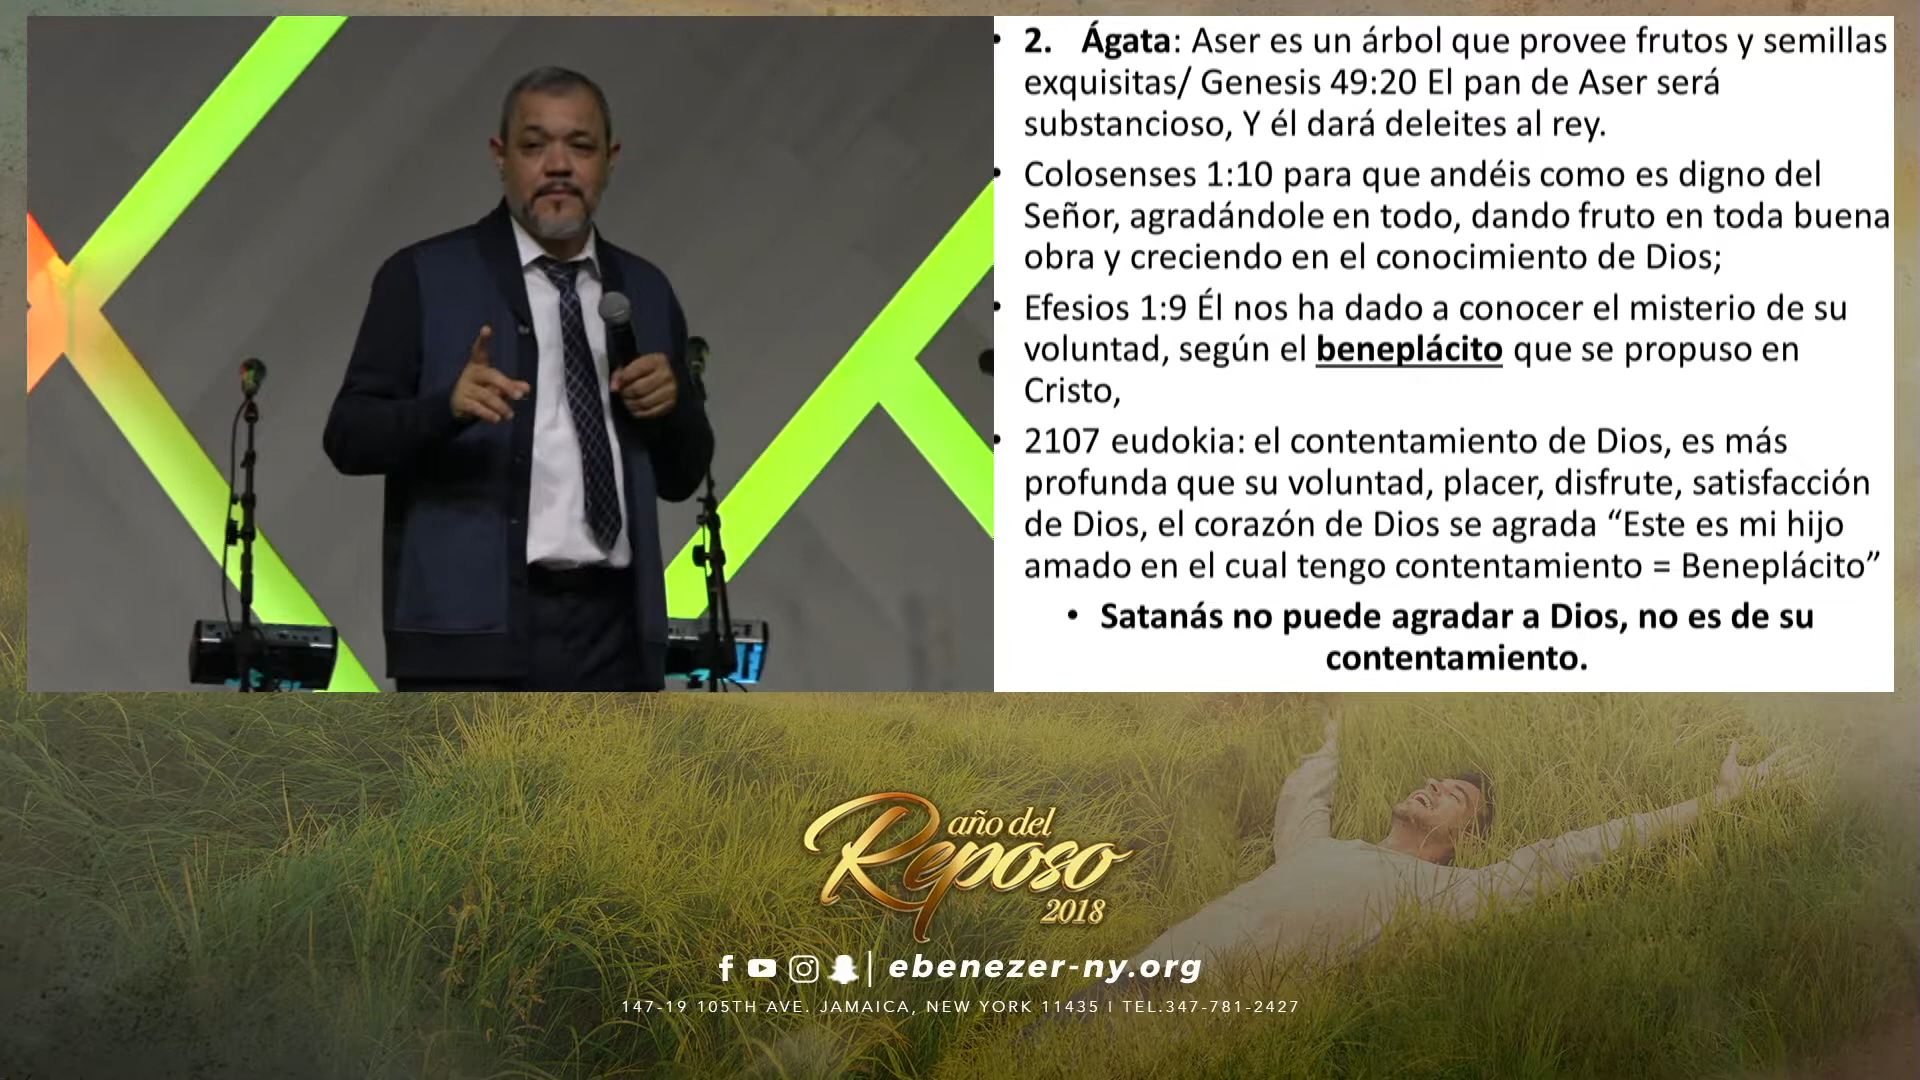 • 2. Ágata: Aser es un árbol que provee frutos y semillas
exquisitas/ Genesis 49:20 El pan de Aser será
substancioso, Y él dará deleites al rey.
• Colosenses 1:10 para que andéis como es digno del
Señor, agradándole en todo, dando fruto en toda buena
obra y creciendo en el conocimiento de Dios;
• Efesios 1:9 Él nos ha dado a conocer el misterio de su
voluntad, según el beneplácito que se propuso en
Cristo,
• 2107 eudokia: el contentamiento de Dios, es más
profunda que su voluntad, placer, disfrute, satisfacción
de Dios, el corazón de Dios se agrada “Este es mi hijo
amado en el cual tengo contentamiento = Beneplácito”
• Satanás no puede agradar a Dios, no es de su
contentamiento.
año del
Reposo
2018
ebenezer-ny.org
147-19 105TH AVE. JAMAICA, NEW YORK 11435 | TEL.347-781-2427